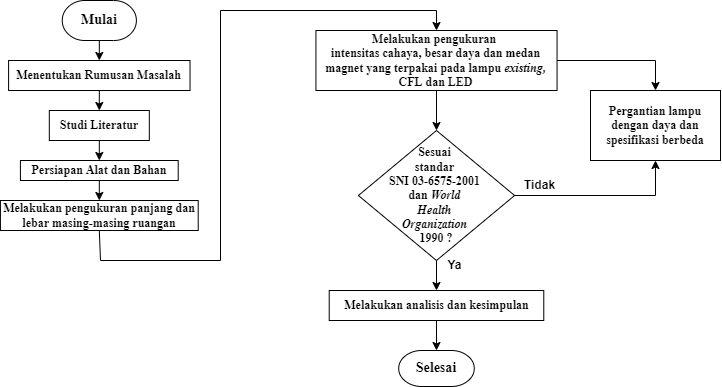 Mulai
Menentukan Rumusan Masalah
Studi Literatur
Persiapan Alat dan Bahan
Melakukan pengukuran panjang dan
lebar masing-masing ruangan
Melakukan pengukuran
intensitas cahaya, besar daya dan medan
magnet yang terpakai pada lampu existing,
CFL dan LED
Sesuai
standar
SNI 03-6575-2001
dan World
Health
Organization
1990 ?
Tidak
Pergantian lampu
dengan daya dan
spesifikasi berbeda
Ya
Melakukan analisis dan kesimpulan
Selesai